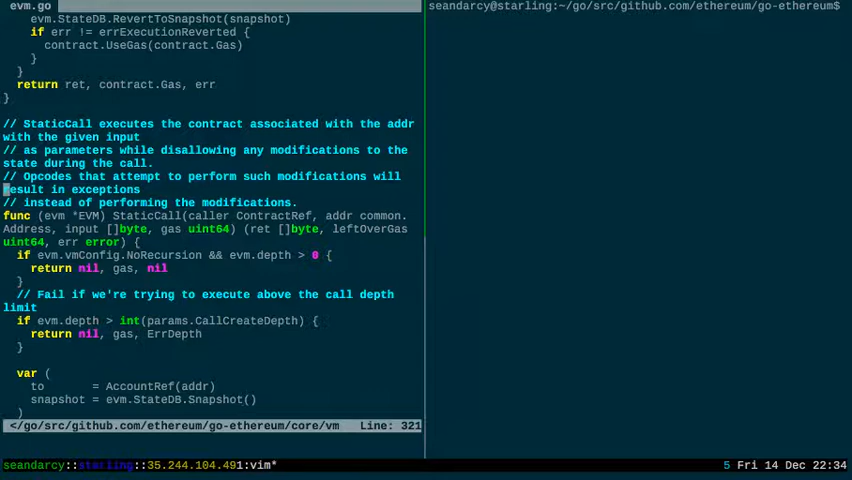 evm.go
seandarcy@starling:~/go/src/github.com/ethereum/go-ethereum$
evm.StateDB.RevertToSnapshot(snapshot)
if err != errExecutionReverted {
contract.UseGas(contract.Gas)
}
}
return ret, contract.Gas, err
}
// StaticCall executes the contract associated with the addr
with the given input
// as parameters while disallowing any modifications to the
state during the call.
// Opcodes that attempt to perform such modifications will
result in exceptions
// instead of performing the modifications.
func (evm *EVM) StaticCall(caller ContractRef, addr common.
Address, input []byte, gas uint64) (ret []byte, leftOverGas
uint64, err error) {
if evm.vmConfig.NoRecursion && evm.depth > 0 {
return nil, gas, nil
}
// Fail if we're trying to execute above the call depth
limit
if evm.depth > int(params.CallCreateDepth) {
return nil, gas, ErrDepth
}
var (
to       = AccountRef(addr)
snapshot = evm.StateDB.Snapshot()
)
</go/src/github.com/ethereum/go-ethereum/core/vm   Line: 321
seandarcy::starling::35.244.104.491:vim*
5 Fri 14 Dec 22:34